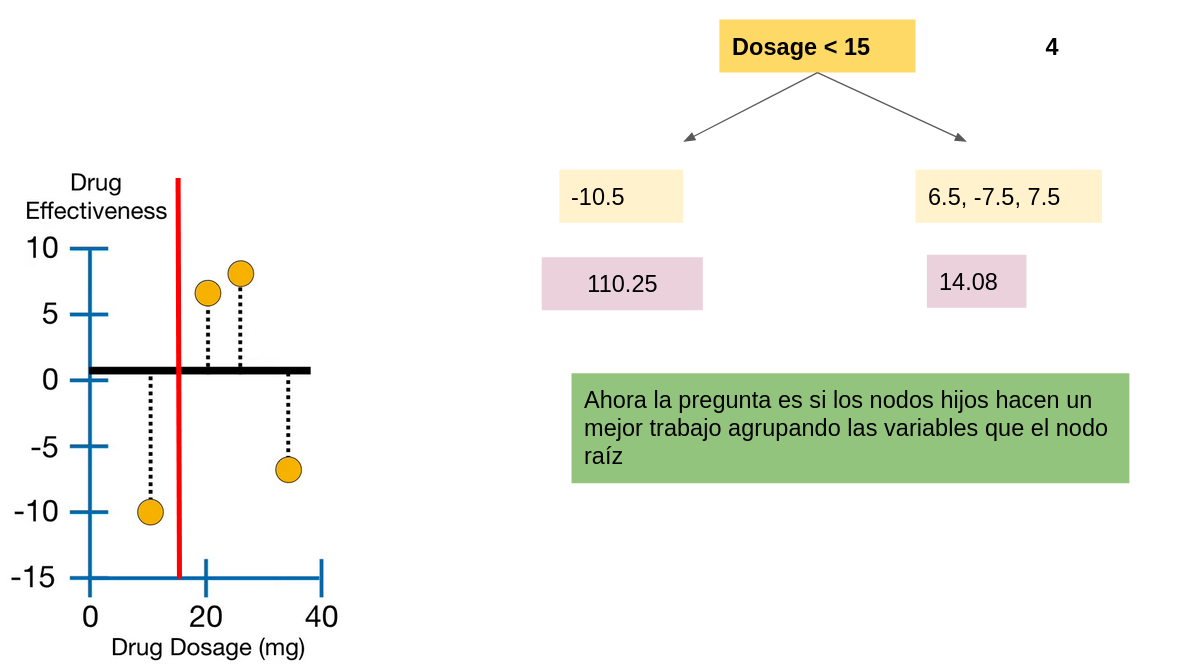 Dosage < 15
4
-10.5
6.5, -7.5, 7.5
110.25
14.08
Ahora la pregunta es si los nodos hijos hacen un
mejor trabajo agrupando las variables que el nodo
raíz
Drug
Effectiveness
10
5
0
-5
-10
-15
0 20 40
Drug Dosage (mg)